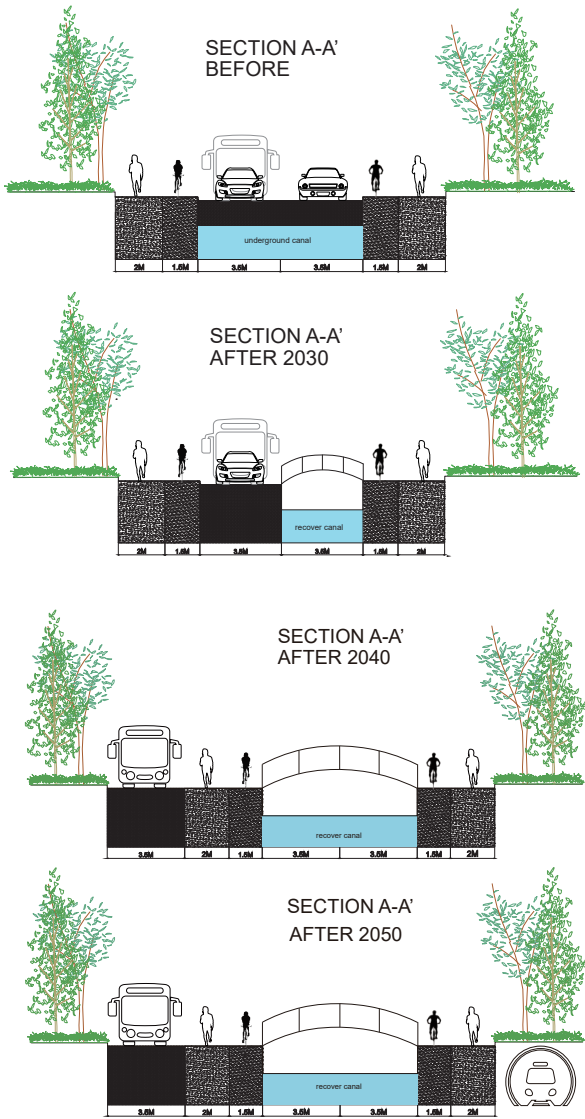 SECTION A-A'
BEFORE
underground canal
2M 1.5M 3.5M 3.5M 1.5M 2M
SECTION A-A'
AFTER 2030
recover canal
2M 1.5M 3.5M 3.5M 1.5M 2M
SECTION A-A'
AFTER 2040
recover canal
3.5M 2M 1.5M 3.5M 3.5M 1.5M 2M
SECTION A-A'
AFTER 2050
recover canal
3.5M 2M 1.5M 3.5M 3.5M 1.5M 2M